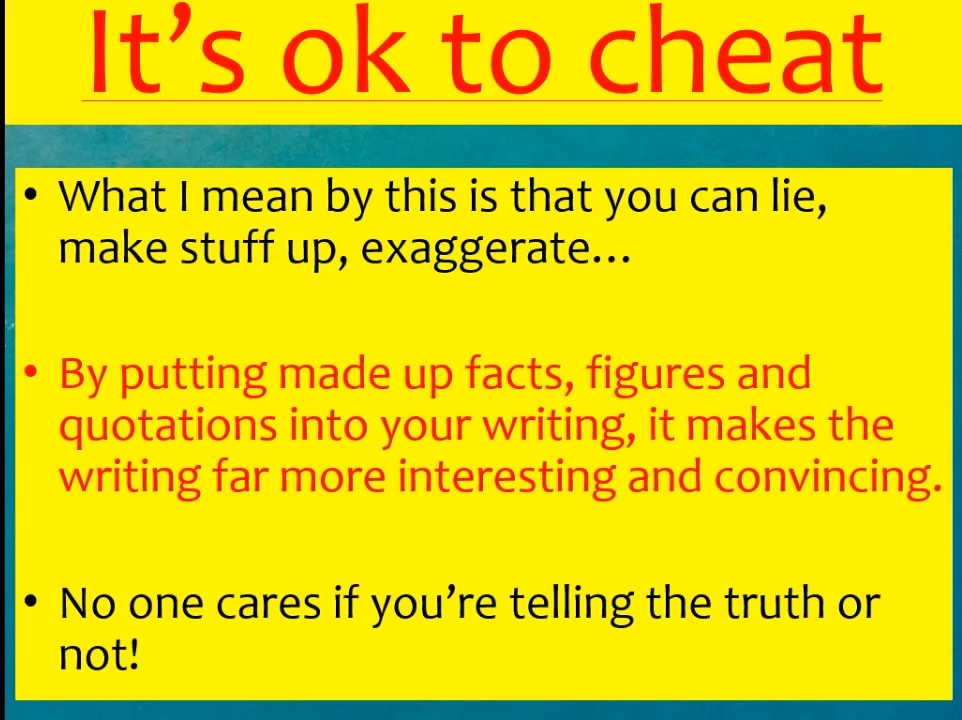 It’s ok to cheat
• What I mean by this is that you can lie,
make stuff up, exaggerate...
• By putting made up facts, figures and
quotations into your writing, it makes the
writing far more interesting and convincing.
• No one cares if you’re telling the truth or
not!